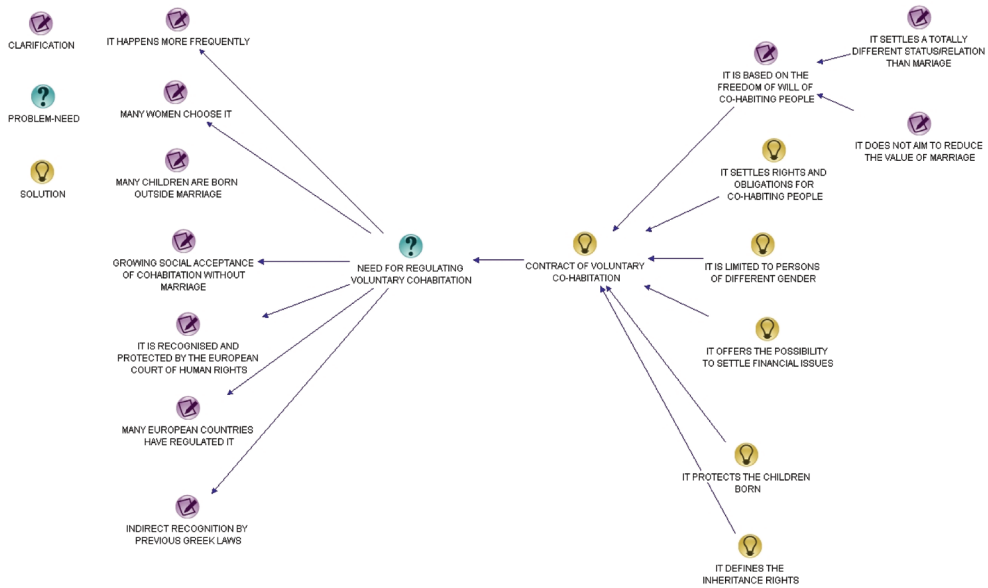 CLARIFICATION
PROBLEM-NEED
SOLUTION
IT HAPPENS MORE FREQUENTLY
MANY WOMEN CHOOSE IT
MANY CHILDREN ARE BORN
OUTSIDE MARRIAGE
GROWING SOCIAL ACCEPTANCE
OF COHABITATION WITHOUT
MARRIAGE
IT IS RECOGNISED AND
PROTECTED BY THE EUROPEAN
COURT OF HUMAN RIGHTS
MANY EUROPEAN COUNTRIES
HAVE REGULATED IT
INDIRECT RECOGNITION BY
PREVIOUS GREEK LAWS
NEED FOR REGULATING
VOLUNTARY COHABITATION
CONTRACT OF VOLUNTARY
CO-HABITATION
IT IS BASED ON THE
FREEDOM OF WILL OF
CO-HABITING PEOPLE
IT SETTLES RIGHTS AND
OBLIGATIONS FOR
CO-HABITING PEOPLE
IT IS LIMITED TO PERSONS
OF DIFFERENT GENDER
IT OFFERS THE POSSIBILITY
TO SETTLE FINANCIAL ISSUES
IT PROTECTS THE CHILDREN
BORN
IT DEFINES THE
INHERITANCE RIGHTS
IT SETTLES A TOTALLY
DIFFERENT STATUS/RELATION
THAN MARIAGE
IT DOES NOT AIM TO REDUCE
THE VALUE OF MARRIAGE